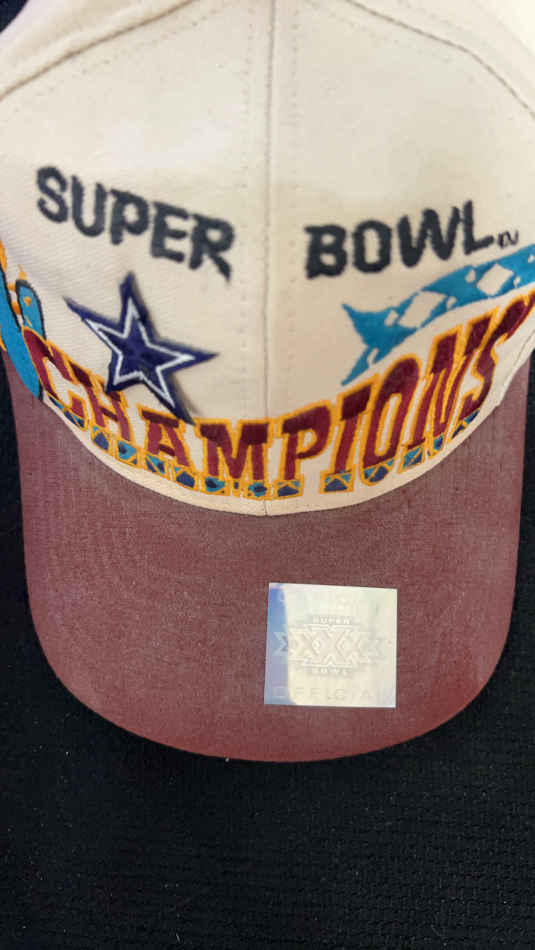 SUPER BOWL
CHAMPIONS
SUPER
XXX
BOWL
OFFICIAL